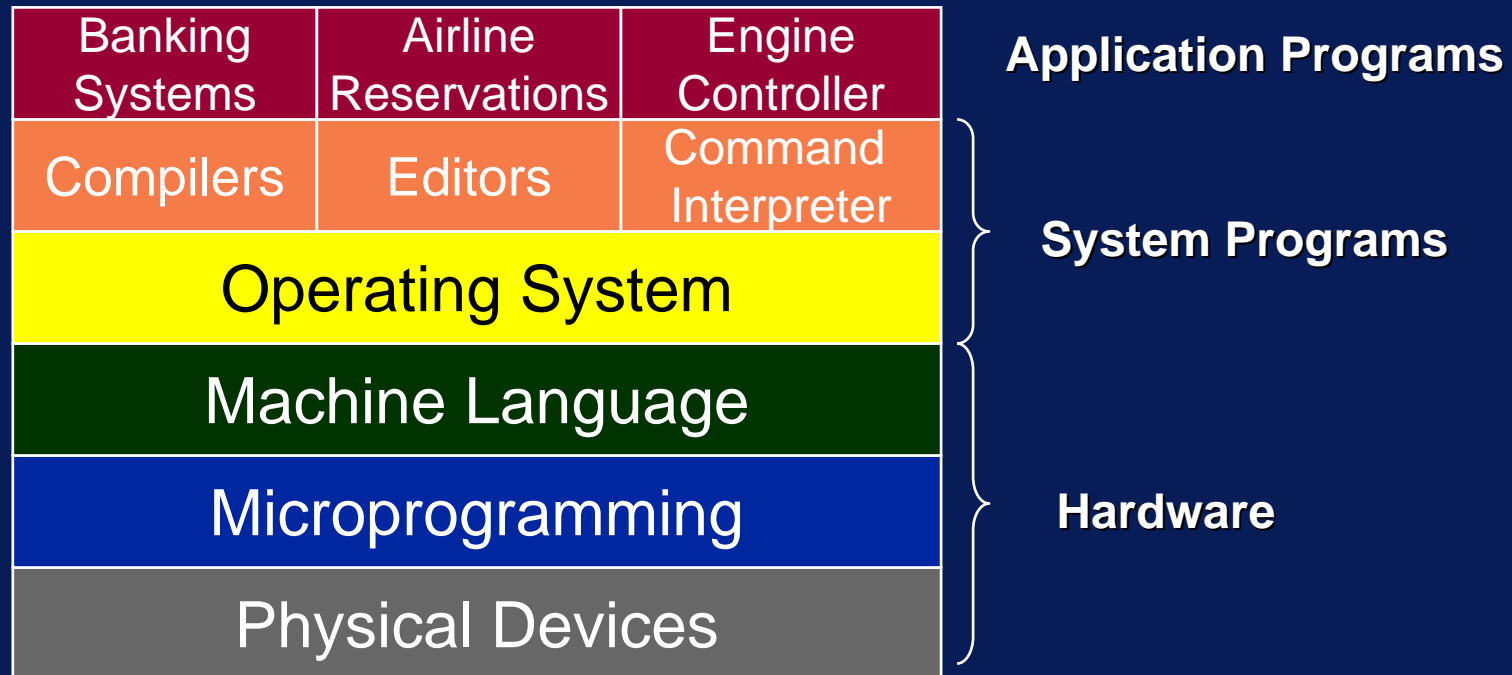 Banking
Systems
Airline
Reservations
Engine
Controller
Application Programs
Compilers
Editors
Command
Interpreter
System Programs
Operating System
Machine Language
Microprogramming
Hardware
Physical Devices